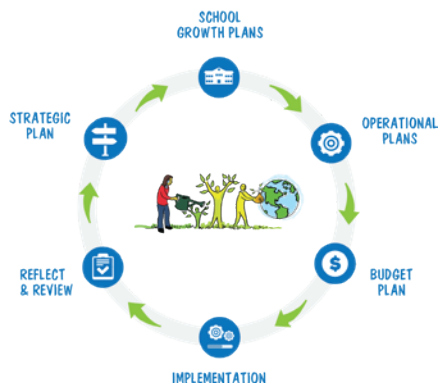 SCHOOL
GROWTH PLANS
OPERATIONAL
PLANS
BUDGET
PLAN
IMPLEMENTATION
REFLECT
& REVIEW
STRATEGIC
PLAN
$